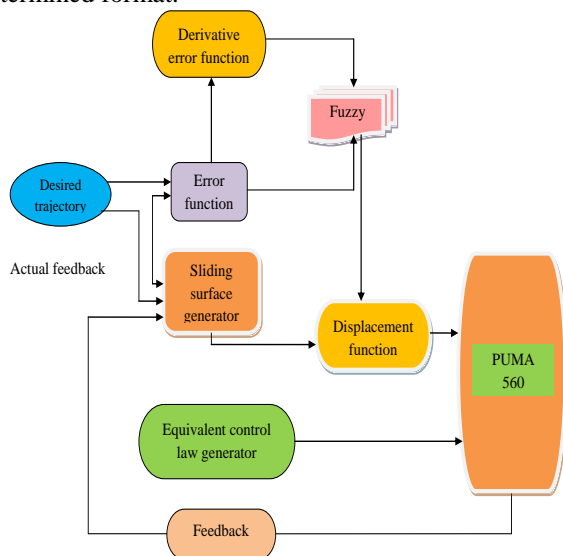 Derivative
error function
Fuzzy
Desired
trajectory
Error
function
Actual feedback
Sliding
surface
generator
Displacement
function
PUMA
560
Equivalent control
law generator
Feedback